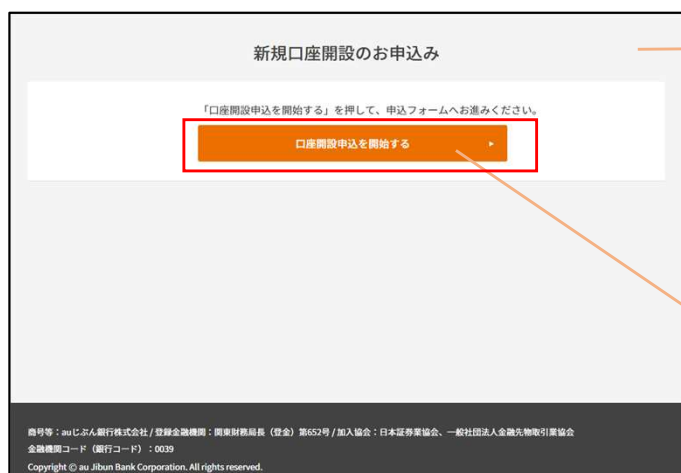 新規口座開設のお申込み
「口座開設申込を開始する」を押して、申込フォームへお進みください。
口座開設申込を開始する
商号等：auじぶん銀行株式会社 / 登録金融機関：関東財務局長（登金）第652号 / 加入協会：日本証券業協会、一般社団法人金融先物取引業協会
金融機関コード（銀行コード）：0039
Copyright © au Jibun Bank Corporation. All rights reserved.